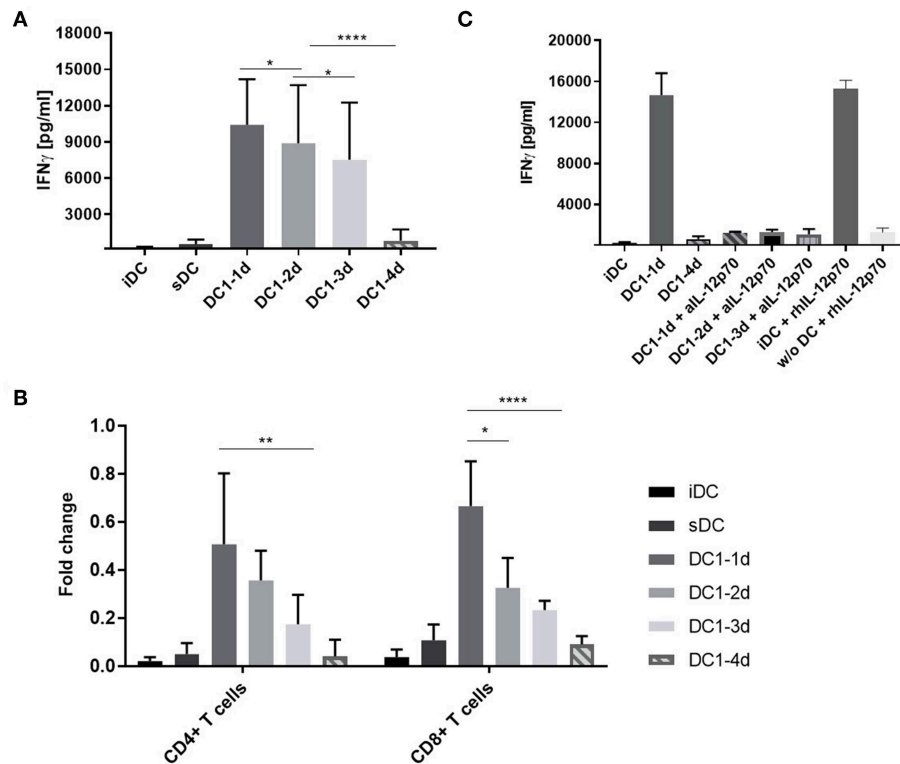 A
IFNγ [pg/ml]
18000
15000
12000
9000
6000
3000
*
*
****
iDC
sDC
DC1-1d
DC1-2d
DC1-3d
DC1-4d
C
IFNγ [pg/ml]
20000
16000
12000
8000
4000
iDC
DC1-1d
DC1-4d
DC1-1d + aIL-12p70
DC1-2d + aIL-12p70
DC1-3d + aIL-12p70
iDC + rhIL-12p70
w/o DC + rhIL-12p70
B
Fold change
1.0
0.8
0.6
0.4
0.2
0.0
**
****
*
CD4+ T cells
CD8+ T cells
iDC
sDC
DC1-1d
DC1-2d
DC1-3d
DC1-4d